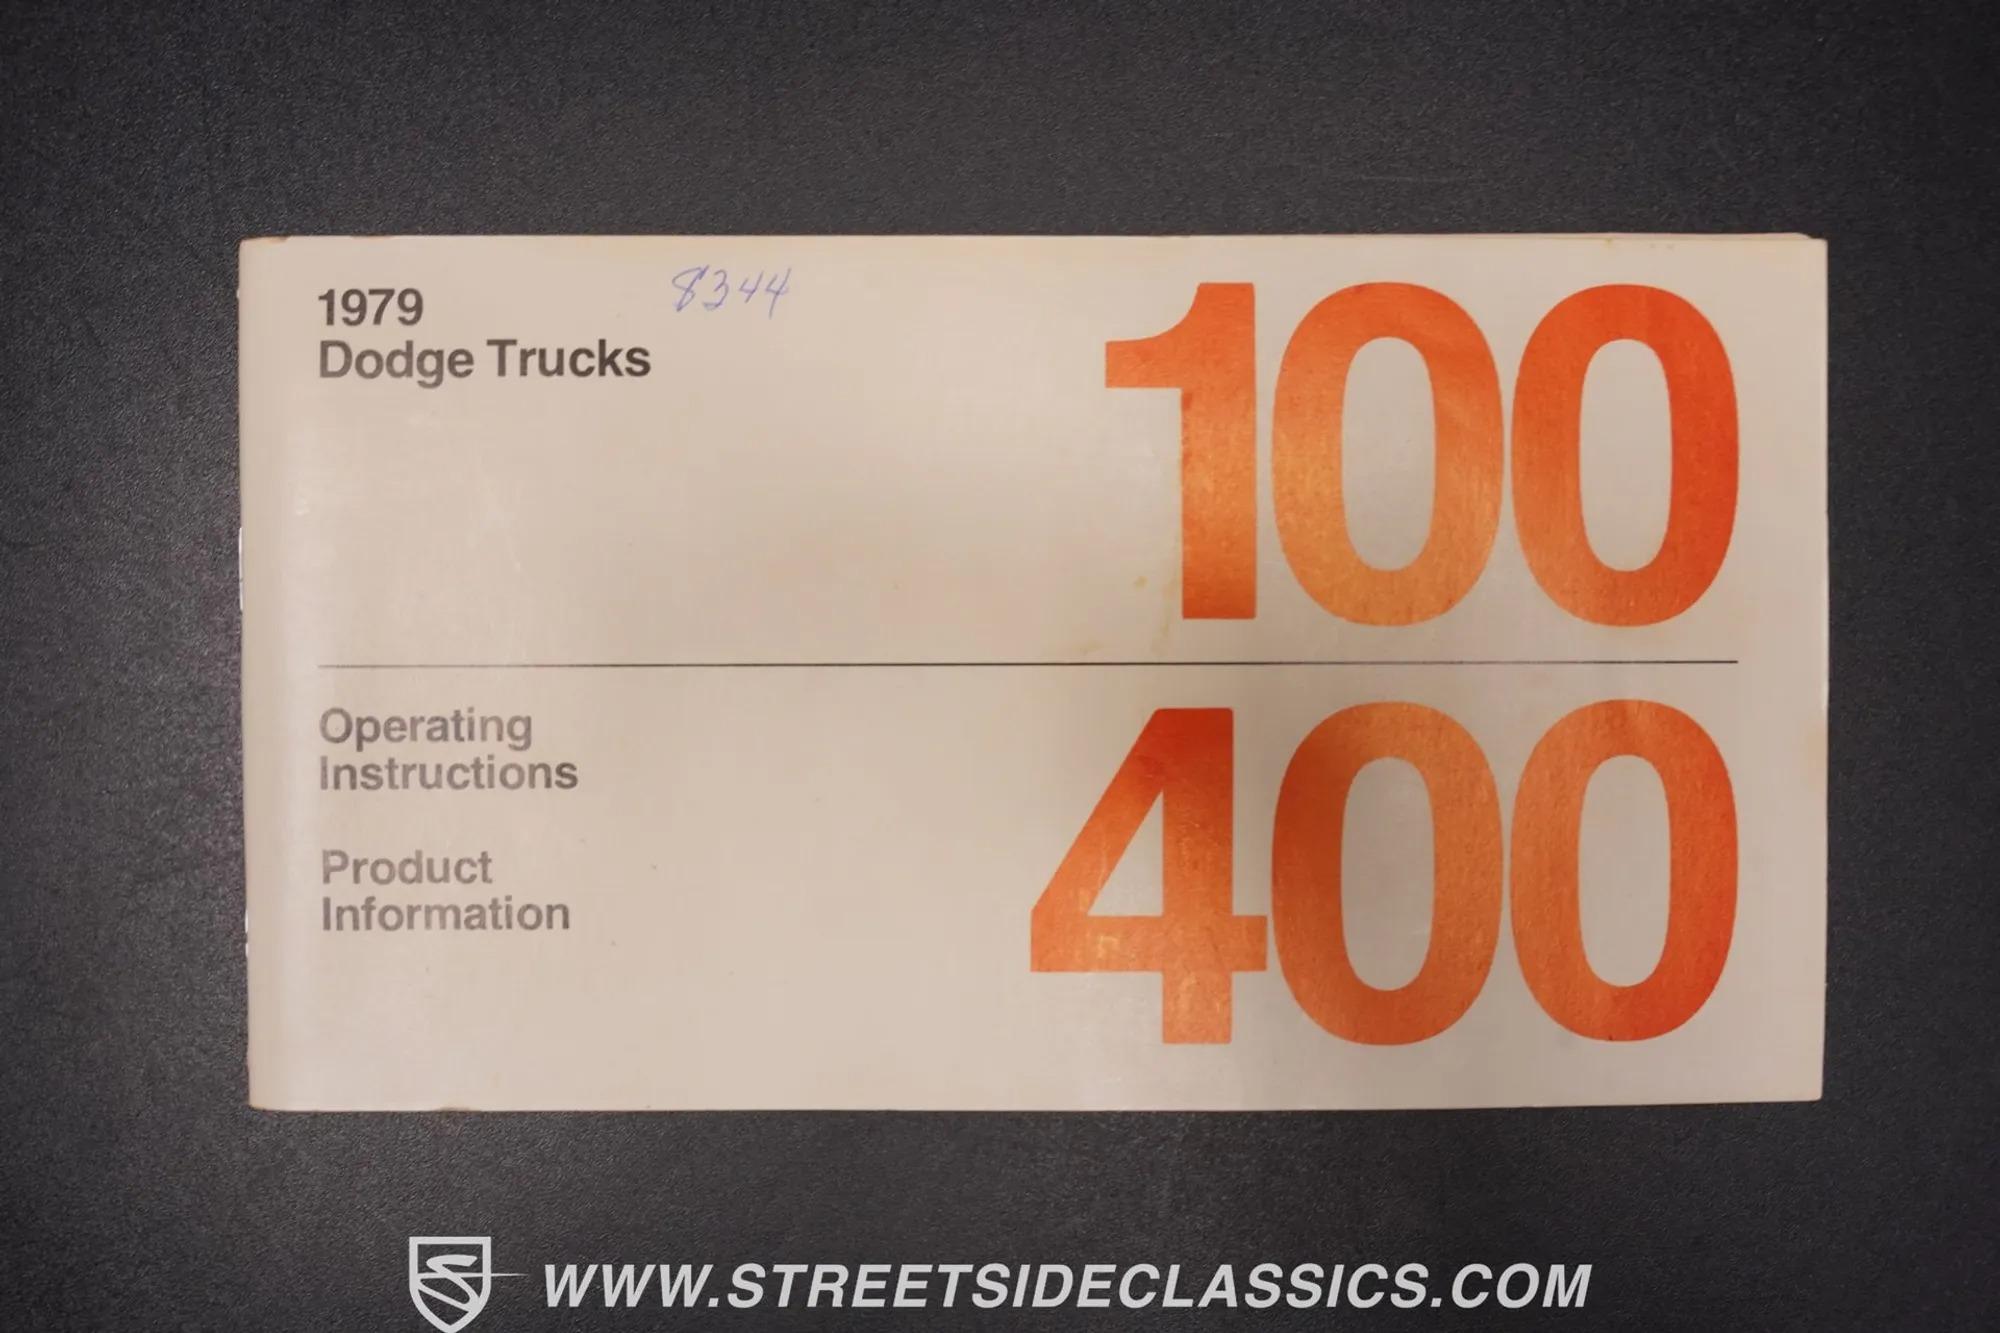 1979
Dodge Trucks
8344
100
400
Operating
Instructions
Product
Information
WWW.STREETSIDECLASSICS.COM